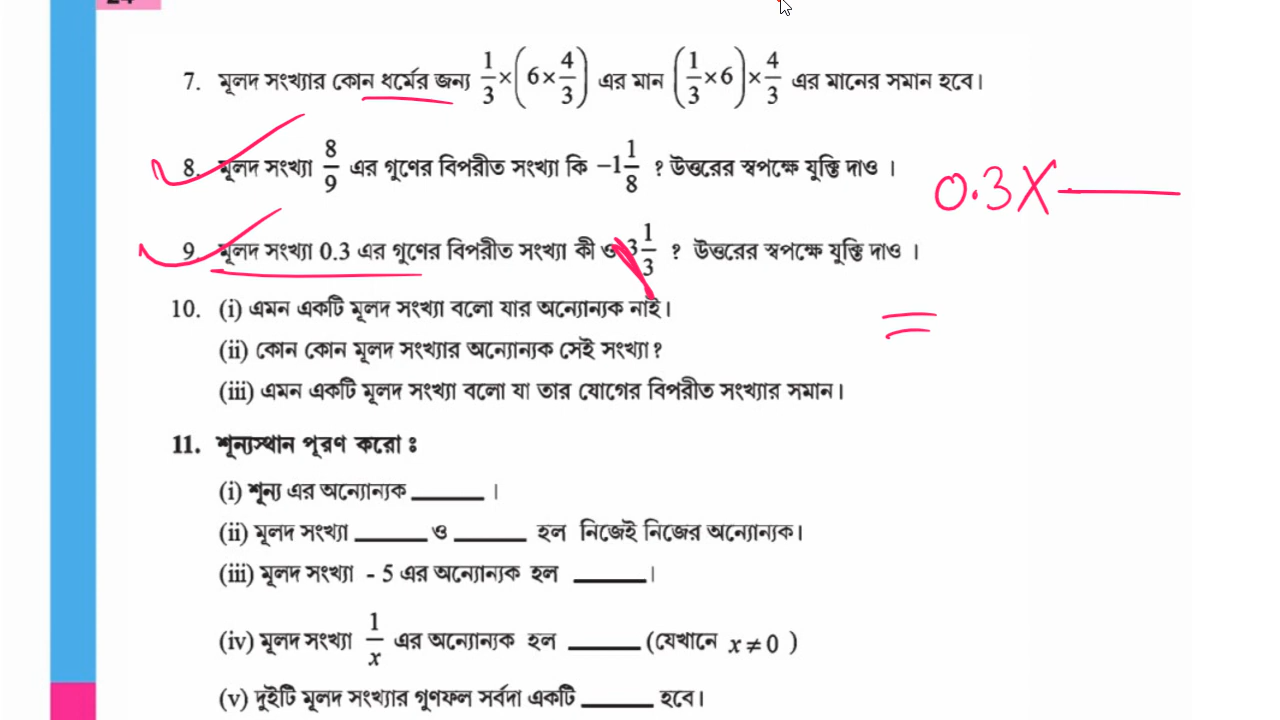 24
7. মূলদ সংখ্যার কোন ধর্মের জন্য 1/3 × (6 × 4/3) এর মান (1/3 × 6) × 4/3 এর মানের সমান হবে।
8. মূলদ সংখ্যা 8/9 এর গুণের বিপরীত সংখ্যা কি −1 1/8 ? উত্তরের স্বপক্ষে যুক্তি দাও ।
0.3 ×
9. মূলদ সংখ্যা 0.3 এর গুণের বিপরীত সংখ্যা কী ও 3 1/3 ? উত্তরের স্বপক্ষে যুক্তি দাও ।
=
10. (i) এমন একটি মূলদ সংখ্যা বলো যার অন্যোন্যক নাই।
(ii) কোন কোন মূলদ সংখ্যার অন্যোন্যক সেই সংখ্যা?
(iii) এমন একটি মূলদ সংখ্যা বলো যা তার যোগের বিপরীত সংখ্যার সমান।
11. শূন্যস্থান পূরণ করো ঃ
(i) শূন্য এর অন্যোন্যক ______ ।
(ii) মূলদ সংখ্যা ______ ও ______ হল নিজেই নিজের অন্যোন্যক।
(iii) মূলদ সংখ্যা - 5 এর অন্যোন্যক হল ______ ।
(iv) মূলদ সংখ্যা 1/x এর অন্যোন্যক হল ______ (যেখানে x ≠ 0 )
(v) দুইটি মূলদ সংখ্যার গুণফল সর্বদা একটি ______ হবে।